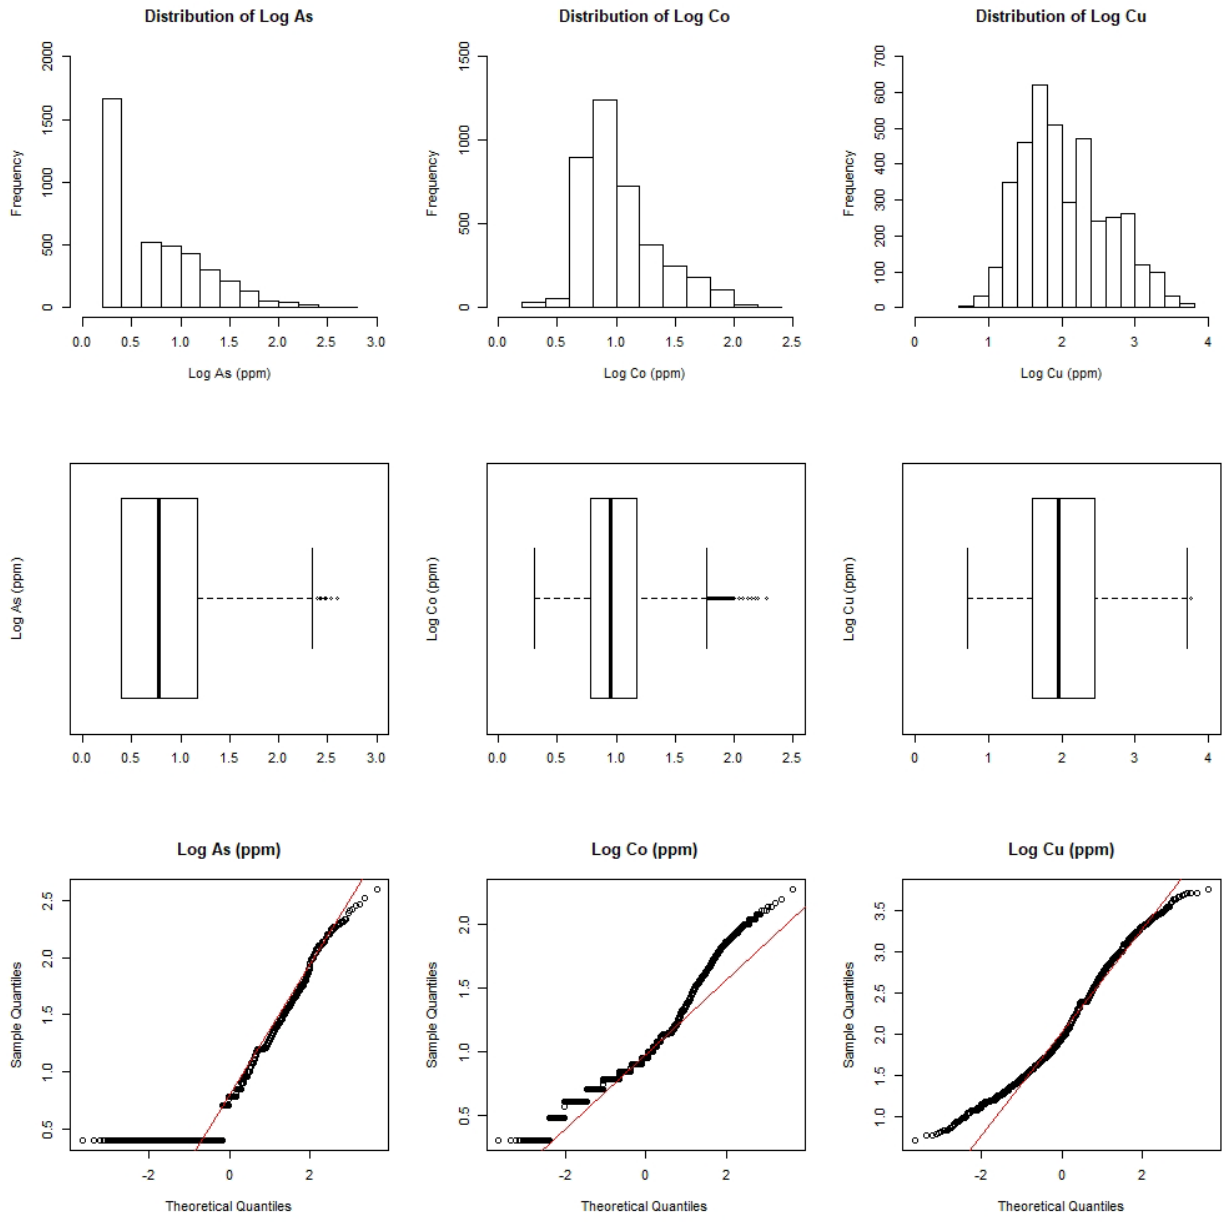 Distribution of Log As
Distribution of Log Co
Distribution of Log Cu
Frequency
0
500
1000
1500
2000
0.0 0.5 1.0 1.5 2.0 2.5 3.0
Log As (ppm)
Frequency
0
500
1000
1500
0.0 0.5 1.0 1.5 2.0 2.5
Log Co (ppm)
Frequency
0
100
200
300
400
500
600
700
0 1 2 3 4
Log Cu (ppm)
Log As (ppm)
0.0 0.5 1.0 1.5 2.0 2.5 3.0
Log Co (ppm)
0.0 0.5 1.0 1.5 2.0 2.5
Log Cu (ppm)
0 1 2 3 4
Log As (ppm)
Sample Quantiles
0.5
1.0
1.5
2.0
2.5
-2 0 2
Theoretical Quantiles
Log Co (ppm)
Sample Quantiles
0.5
1.0
1.5
2.0
-2 0 2
Theoretical Quantiles
Log Cu (ppm)
Sample Quantiles
1.0
1.5
2.0
2.5
3.0
3.5
-2 0 2
Theoretical Quantiles